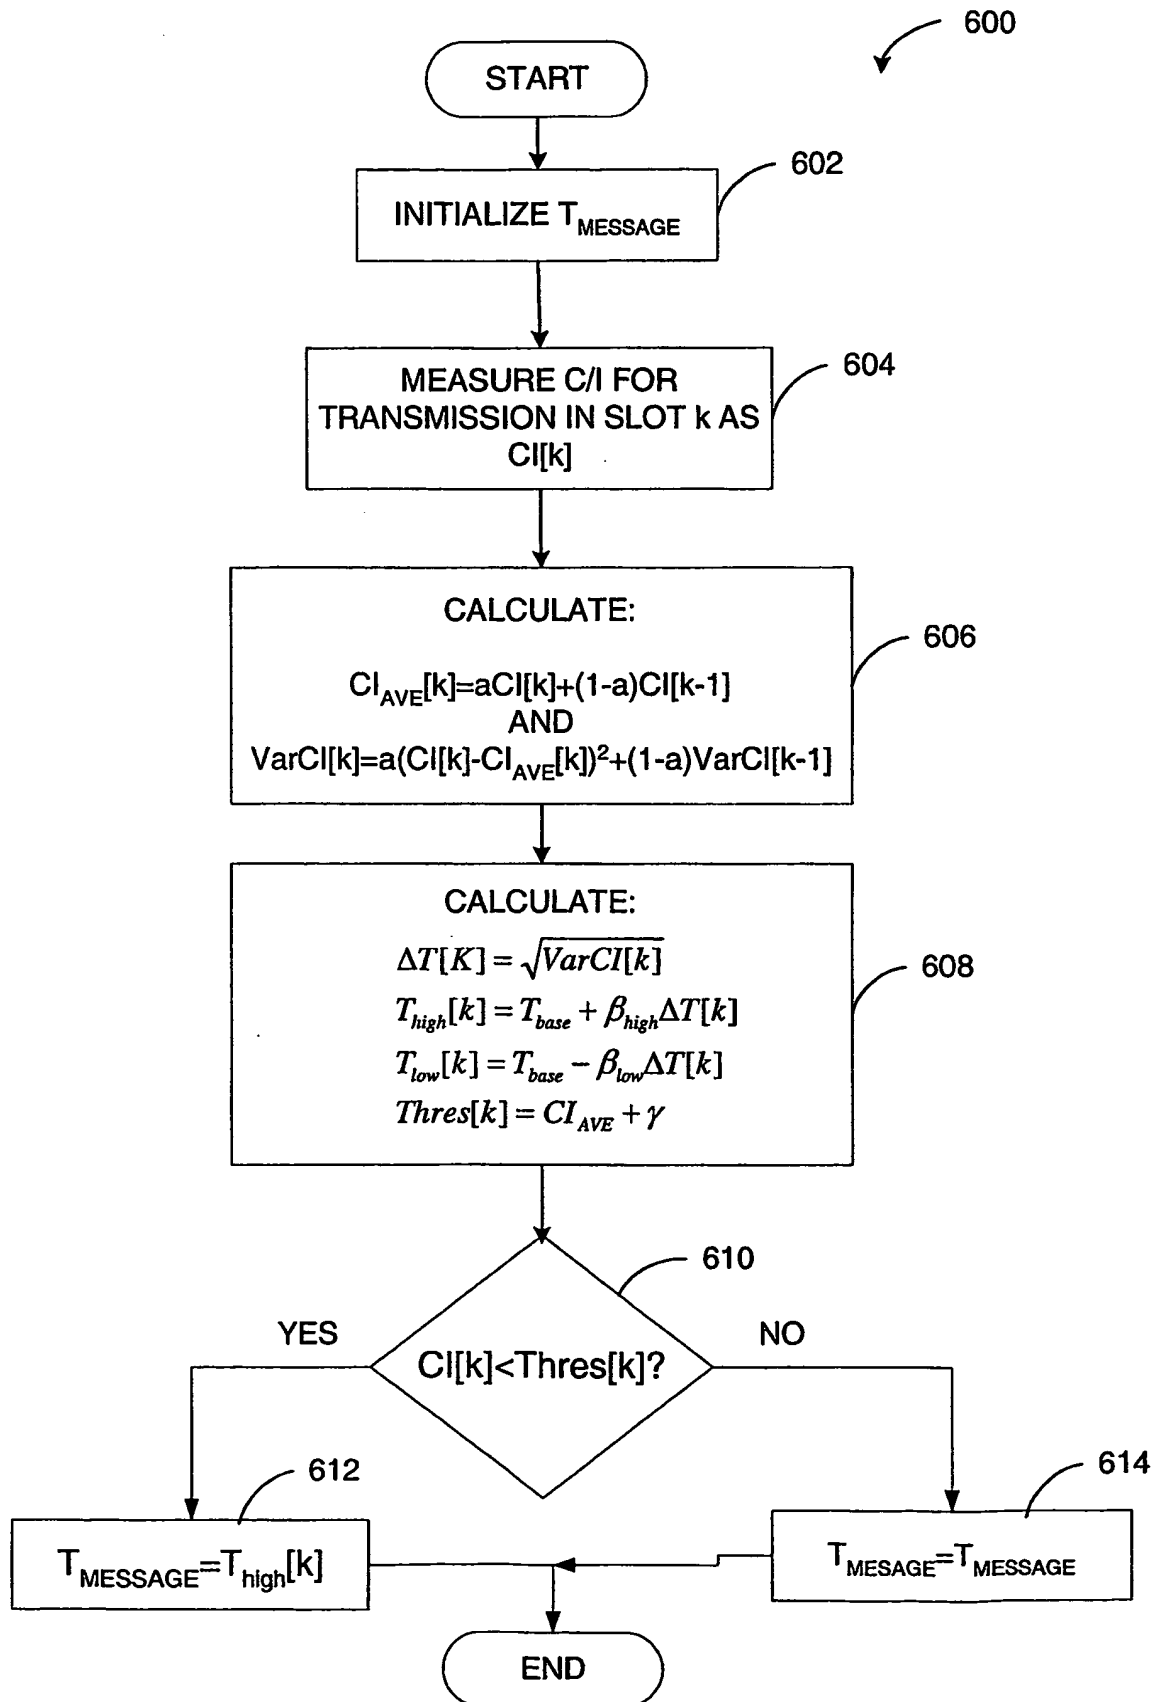 600
START
602
INITIALIZE T_MESSAGE
604
MEASURE C/I FOR
TRANSMISSION IN SLOT k AS
CI[k]
606
CALCULATE:
CI_AVE[k]=aCI[k]+(1-a)CI[k-1]
AND
VarCI[k]=a(CI[k]-CI_AVE[k])²+(1-a)VarCI[k-1]
608
CALCULATE:
ΔT[K] = √VarCI[k]
T_high[k] = T_base + β_high ΔT[k]
T_low[k] = T_base − β_low ΔT[k]
Thres[k] = CI_AVE + γ
610
YES
NO
CI[k]<Thres[k]?
612
614
T_MESSAGE=T_high[k]
T_MESAGE=T_MESSAGE
END